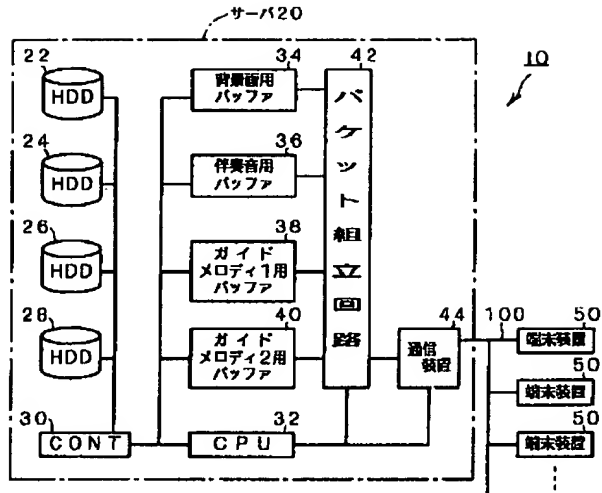 サーバ20
10
22
HDD
24
HDD
26
HDD
28
HDD
30
CONT
34
背景画用
バッファ
36
伴奏音用
バッファ
38
ガイド
メロディ1用
バッファ
40
ガイド
メロディ2用
バッファ
32
CPU
42
パケット組立回路
44
通信
装置
100
50
端末装置
50
端末装置
50
端末装置